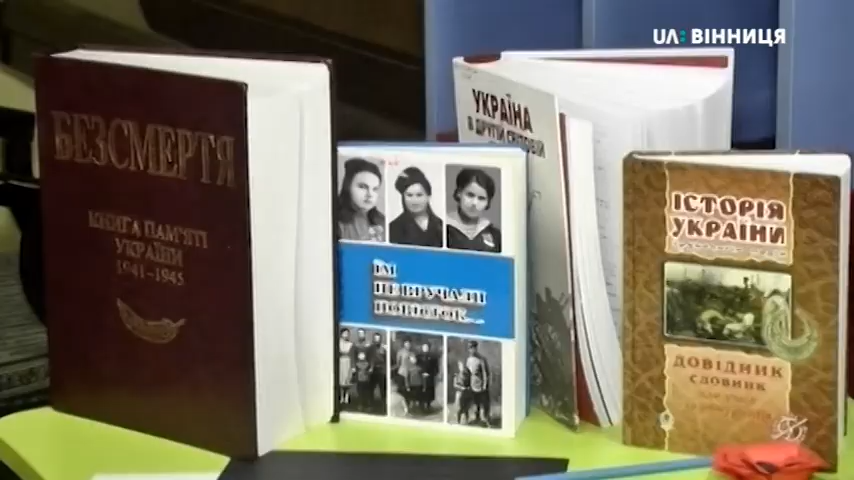 UA: ВІННИЦЯ
БЕЗСМЕРТЯ
КНИГА ПАМ'ЯТІ
УКРАЇНИ
1941-1945
ЇМ
НЕ ВРУЧАЛИ
ПОВІСТОК...
УКРАЇНА
В ДРУГІЙ СВІТОВІЙ
ІСТОРІЯ
УКРАЇНИ
ДОВІДНИК
СЛОВНИК